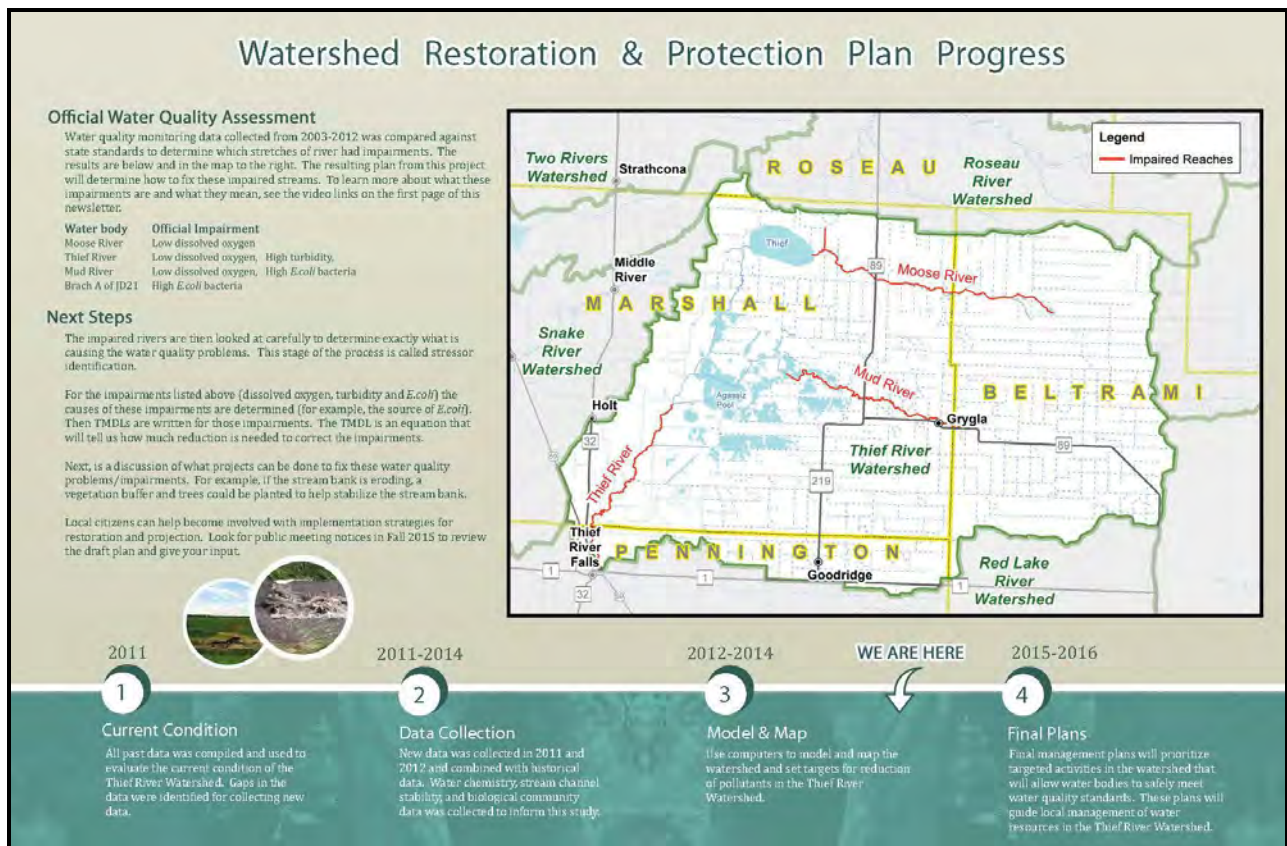 Watershed Restoration & Protection Plan Progress
Official Water Quality Assessment
Water quality monitoring data collected from 2003-2012 was compared against
state standards to determine which stretches of river had impairments. The
results are below and in the map to the right. The resulting plan from this project
will determine how to fix these impaired streams. To learn more about what these
impairments are and what they mean, see the video links on the first page of this
newsletter.
Water body Official Impairment
Moose River Low dissolved oxygen
Thief River Low dissolved oxygen, High turbidity,
Mud River Low dissolved oxygen, High E.coli bacteria
Brach A of JD21 High E.coli bacteria
Next Steps
The impaired rivers are then looked at carefully to determine exactly what is
causing the water quality problems. This stage of the process is called stressor
identification.
For the impairments listed above (dissolved oxygen, turbidity and E.coli) the
causes of these impairments are determined (for example, the source of E.coli).
Then TMDLs are written for those impairments. The TMDL is an equation that
will tell us how much reduction is needed to correct the impairments.
Next, is a discussion of what projects can be done to fix these water quality
problems/impairments. For example, if the stream bank is eroding, a
vegetation buffer and trees could be planted to help stabilize the stream bank.
Local citizens can help become involved with implementation strategies for
restoration and projection. Look for public meeting notices in Fall 2015 to review
the draft plan and give your input.
Legend
Impaired Reaches
Two Rivers
Watershed
Strathcona
ROSEAU
Roseau
River
Watershed
Thief
89
Moose River
Middle
River
MARSHALL
Snake
River
Watershed
Mud River
BELTRAMI
Agassiz
Pool
Holt
32
Grygla
89
Thief River
Thief River
Watershed
219
Thief
River
Falls
PENNINGTON
1
32
1
Goodridge
1
Red Lake
River
Watershed
2011
1
Current Condition
All past data was compiled and used to
evaluate the current condition of the
Thief River Watershed. Gaps in the
data were identified for collecting new
data.
2011-2014
2
Data Collection
New data was collected in 2011 and
2012 and combined with historical
data. Water chemistry, stream channel
stability, and biological community
data was collected to inform this study.
2012-2014
3
Model & Map
Use computers to model and map the
watershed and set targets for reduction
of pollutants in the Thief River
Watershed.
WE ARE HERE
2015-2016
4
Final Plans
Final management plans will prioritize
targeted activities in the watershed that
will allow water bodies to safely meet
water quality standards. These plans will
guide local management of water
resources in the Thief River Watershed.